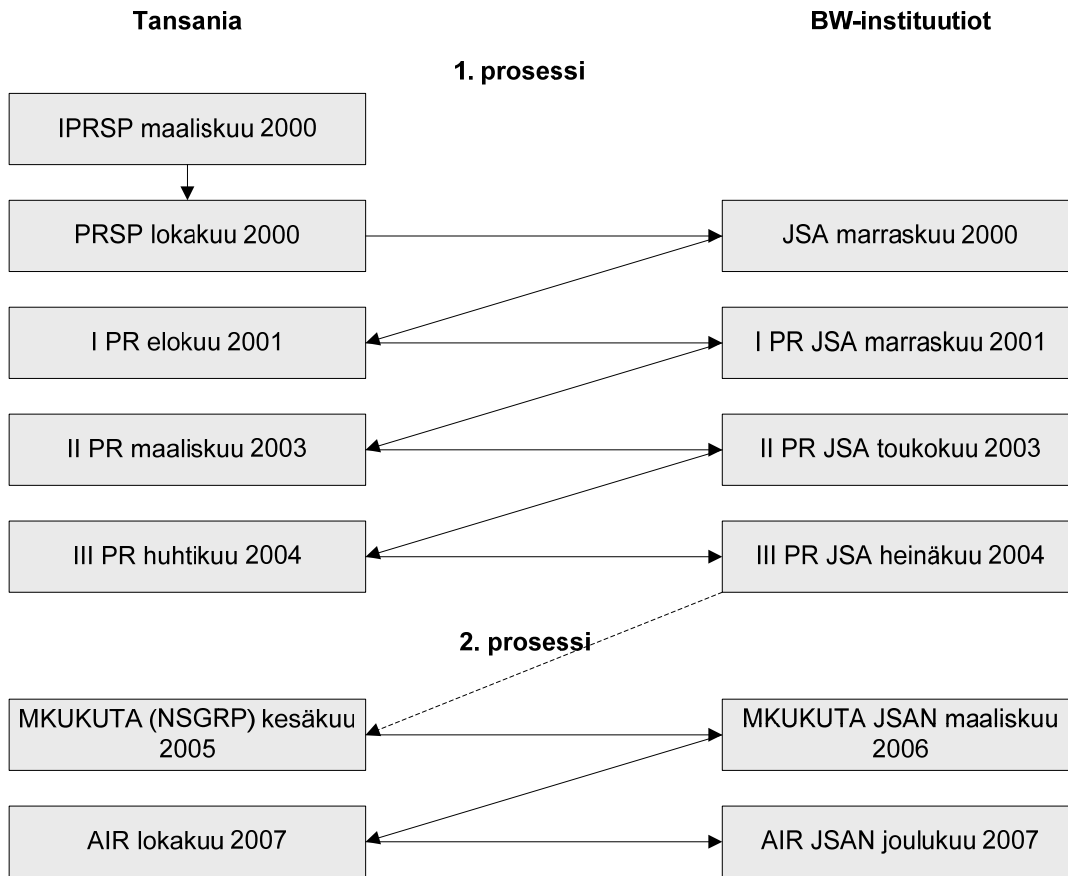 Tansania
BW-instituutiot
1. prosessi
IPRSP maaliskuu 2000
PRSP lokakuu 2000
JSA marraskuu 2000
I PR elokuu 2001
I PR JSA marraskuu 2001
II PR maaliskuu 2003
II PR JSA toukokuu 2003
III PR huhtikuu 2004
III PR JSA heinäkuu 2004
2. prosessi
MKUKUTA (NSGRP) kesäkuu
2005
MKUKUTA JSAN maaliskuu
2006
AIR lokakuu 2007
AIR JSAN joulukuu 2007